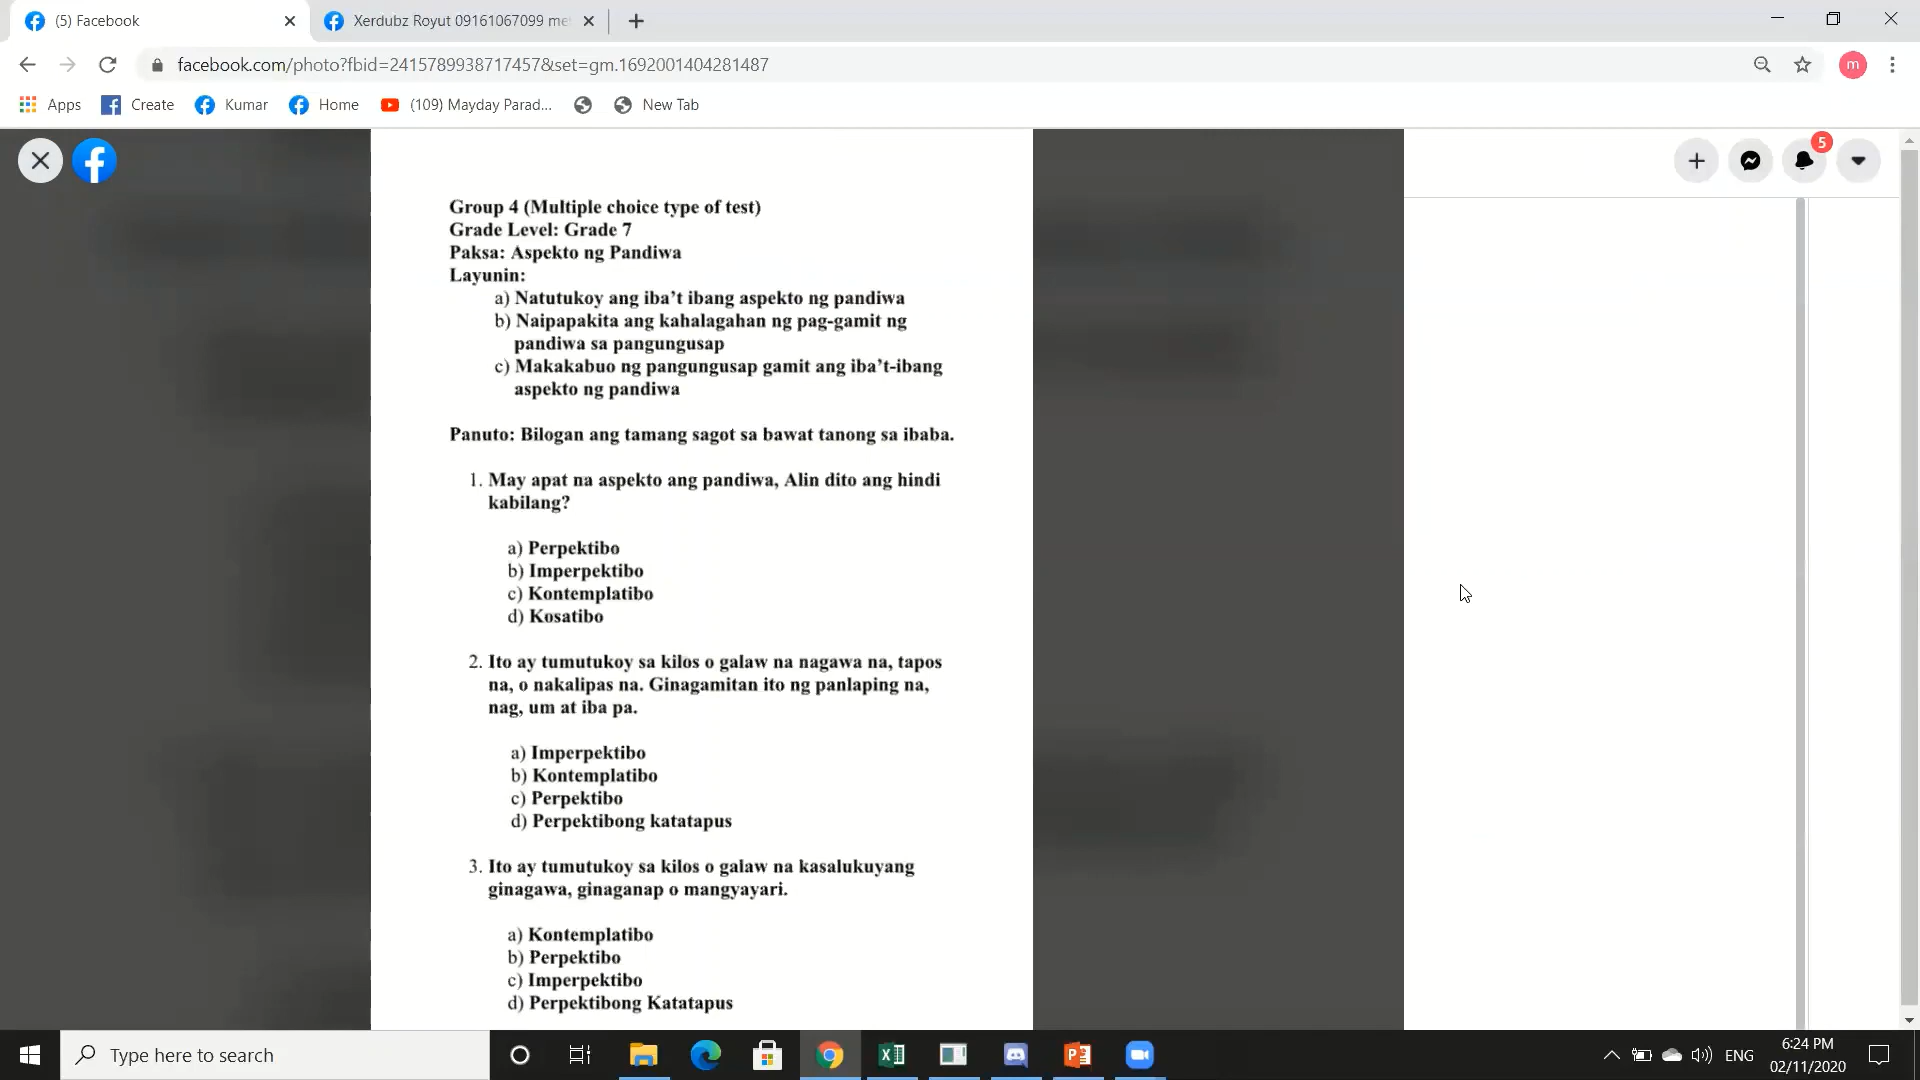 (5) Facebook
Xerdubz Royut 09161067099 me
facebook.com/photo?fbid=2415789938717457&set=gm.1692001404281487
m
Apps
Create
Kumar
Home
(109) Mayday Parad...
New Tab
5
Group 4 (Multiple choice type of test)
Grade Level: Grade 7
Paksa: Aspekto ng Pandiwa
Layunin:
a) Natutukoy ang iba’t ibang aspekto ng pandiwa
b) Naipapakita ang kahalagahan ng pag-gamit ng
pandiwa sa pangungusap
c) Makakabuo ng pangungusap gamit ang iba’t-ibang
aspekto ng pandiwa
Panuto: Bilogan ang tamang sagot sa bawat tanong sa ibaba.
1. May apat na aspekto ang pandiwa, Alin dito ang hindi
kabilang?
a) Perpektibo
b) Imperpektibo
c) Kontemplatibo
d) Kosatibo
2. Ito ay tumutukoy sa kilos o galaw na nagawa na, tapos
na, o nakalipas na. Ginagamitan ito ng panlaping na,
nag, um at iba pa.
a) Imperpektibo
b) Kontemplatibo
c) Perpektibo
d) Perpektibong katatapus
3. Ito ay tumutukoy sa kilos o galaw na kasalukuyang
ginagawa, ginaganap o mangyayari.
a) Kontemplatibo
b) Perpektibo
c) Imperpektibo
d) Perpektibong Katatapus
Type here to search
ENG
6:24 PM
02/11/2020